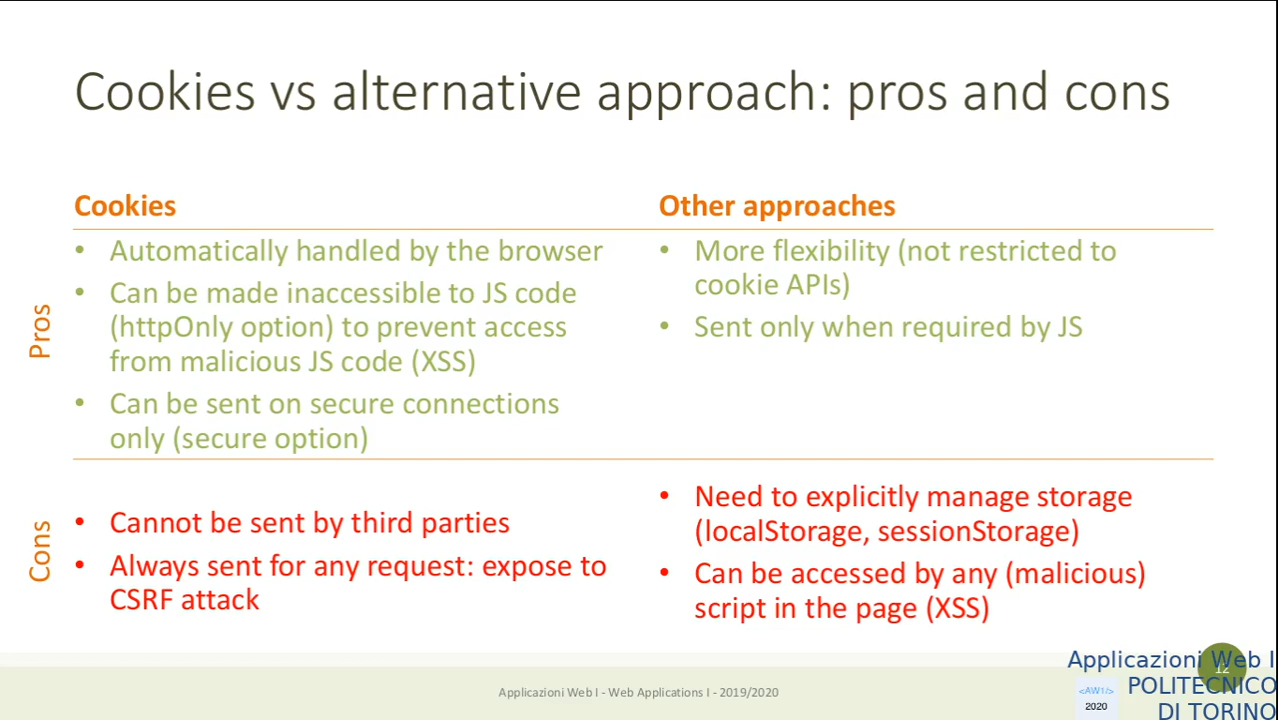 Cookies vs alternative approach: pros and cons
Cookies
Other approaches
Pros
• Automatically handled by the browser
• Can be made inaccessible to JS code
(httpOnly option) to prevent access
from malicious JS code (XSS)
• Can be sent on secure connections
only (secure option)
• More flexibility (not restricted to
cookie APIs)
• Sent only when required by JS
Cons
• Cannot be sent by third parties
• Always sent for any request: expose to
CSRF attack
• Need to explicitly manage storage
(localStorage, sessionStorage)
• Can be accessed by any (malicious)
script in the page (XSS)
Applicazioni Web I - Web Applications I - 2019/2020
12
Applicazioni Web I
POLITECNICO
DI TORINO
<AW1/>
2020